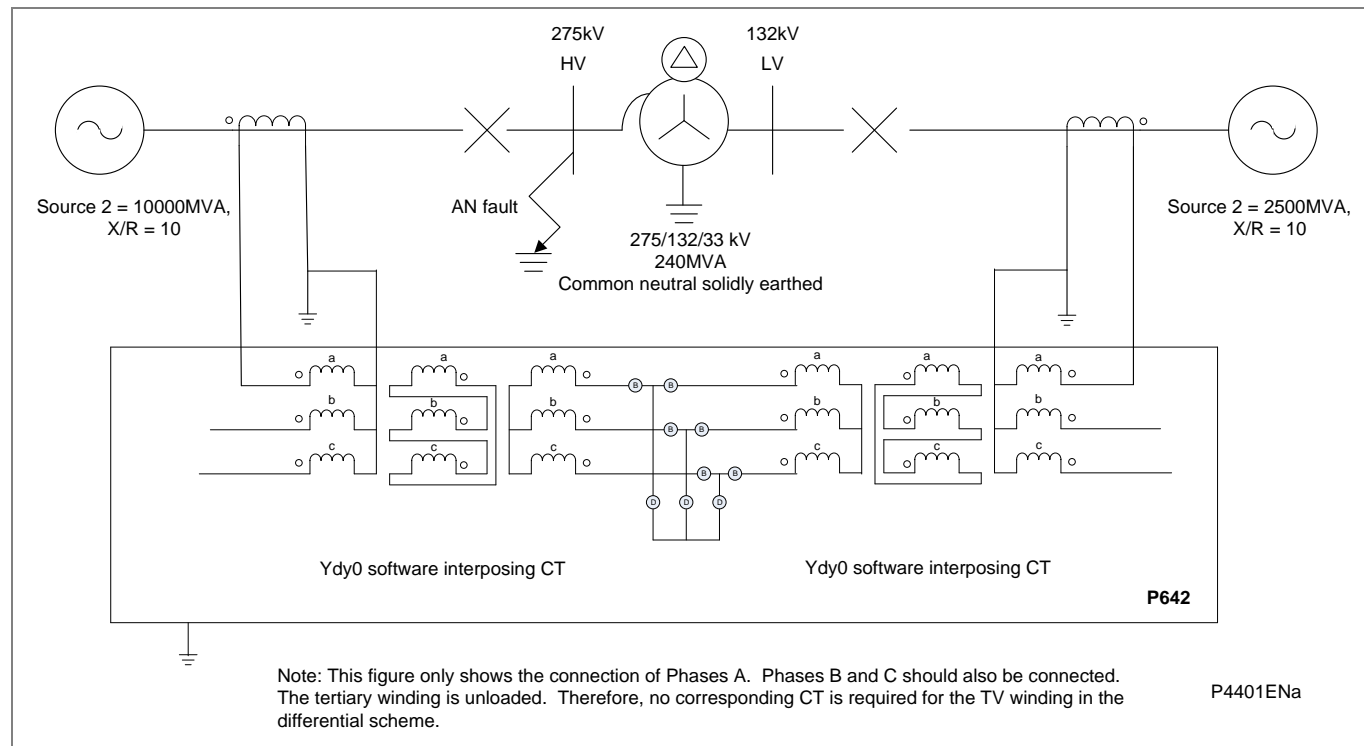 275kV
HV
132kV
LV
Source 2 = 10000MVA,
X/R = 10
AN fault
275/132/33 kV
240MVA
Common neutral solidly earthed
Source 2 = 2500MVA,
X/R = 10
a
a
a
a
a
a
b
b
b
b
b
b
c
c
c
c
c
c
B
B
B
B
B
B
D
D
D
Ydy0 software interposing CT
Ydy0 software interposing CT
P642
Note: This figure only shows the connection of Phases A. Phases B and C should also be connected.
The tertiary winding is unloaded. Therefore, no corresponding CT is required for the TV winding in the
differential scheme.
P4401ENa